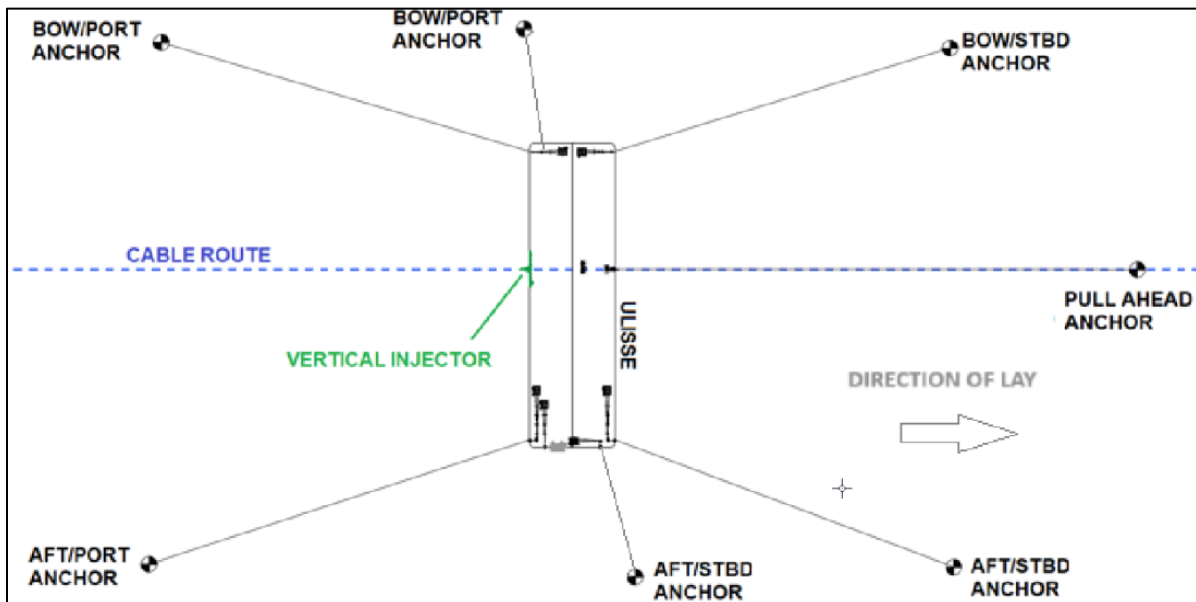 BOW/PORT
ANCHOR
BOW/PORT
ANCHOR
BOW/STBD
ANCHOR
CABLE ROUTE
VERTICAL INJECTOR
ULISSE
PULL AHEAD
ANCHOR
DIRECTION OF LAY
AFT/PORT
ANCHOR
AFT/STBD
ANCHOR
AFT/STBD
ANCHOR